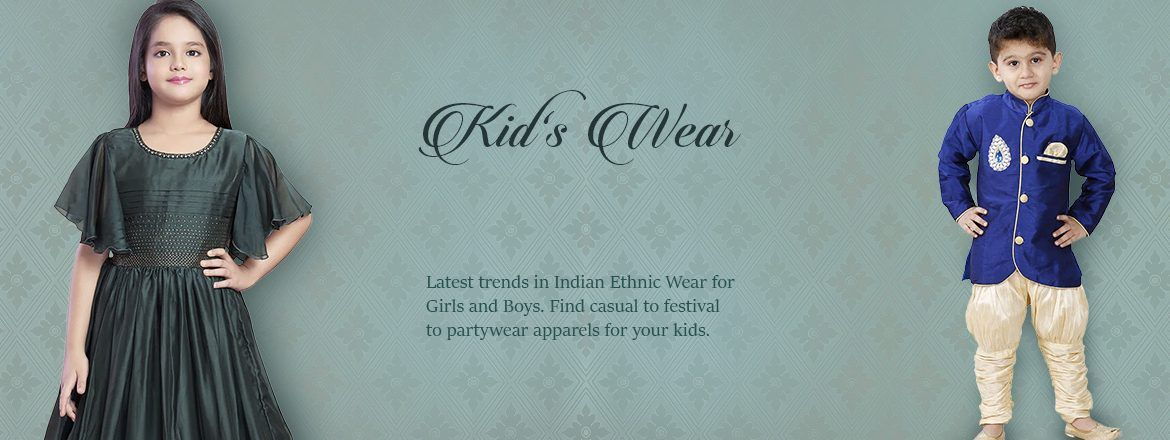 Kid's Wear
Latest trends in Indian Ethnic Wear for
Girls and Boys. Find casual to festival
to partywear apparels for your kids.